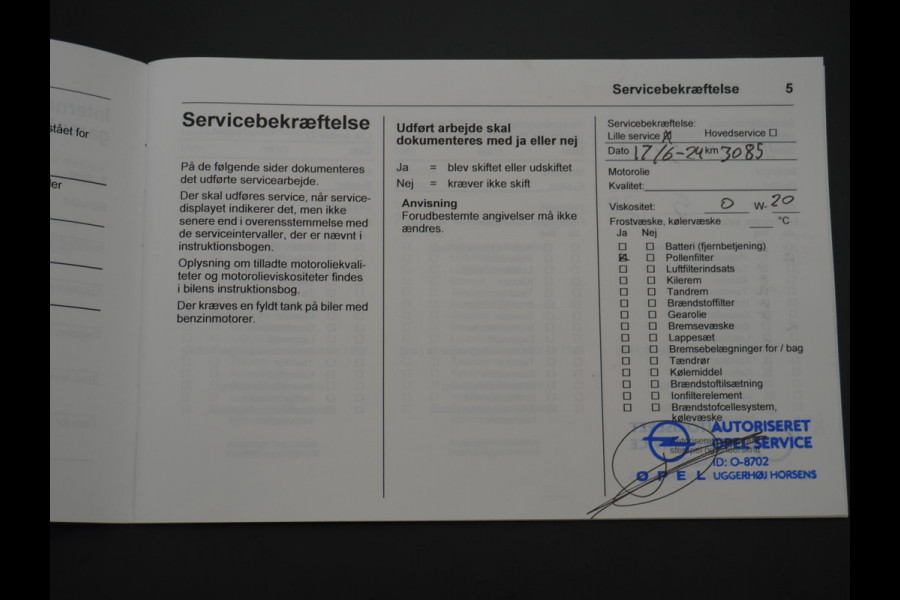 stået for
Servicebekræftelse 5
Servicebekræftelse
På de følgende sider dokumenteres
det udførte servicearbejde.
Der skal udføres service, når service-
displayet indikerer det, men ikke
senere end i overensstemmelse med
de serviceintervaller, der er nævnt i
instruktionsbogen.
Oplysning om tilladte motoroliekvali-
teter og motorolieviskositeter findes
i bilens instruktionsbog.
Der kræves en fyldt tank på biler med
benzinmotorer.
Udført arbejde skal
dokumenteres med ja eller nej
Ja = blev skiftet eller udskiftet
Nej = kræver ikke skift
Anvisning
Forudbestemte angivelser må ikke
ændres.
Servicebekræftelse:
Lille service ☒ Hovedservice ☐
Dato 17/6-24 km 3085
Motorolie
Kvalitet:
Viskositet: 0 W- 20
Frostvæske, kølervæske °C
Ja Nej
☐ ☐ Batteri (fjernbetjening)
☒ ☐ Pollenfilter
☐ ☐ Luftfilterindsats
☐ ☐ Kilerem
☐ ☐ Tandrem
☐ ☐ Brændstoffilter
☐ ☐ Gearolie
☐ ☐ Bremsevæske
☐ ☐ Lappesæt
☐ ☐ Bremsebelægninger for / bag
☐ ☐ Tændrør
☐ ☐ Kølemiddel
☐ ☐ Brændstoftilsætning
☐ ☐ Ionfilterelement
☐ ☐ Brændstofcellesystem,
kølevæske
AUTORISERET
OPEL SERVICE
ID: O-8702
OPEL UGGERHØJ HORSENS